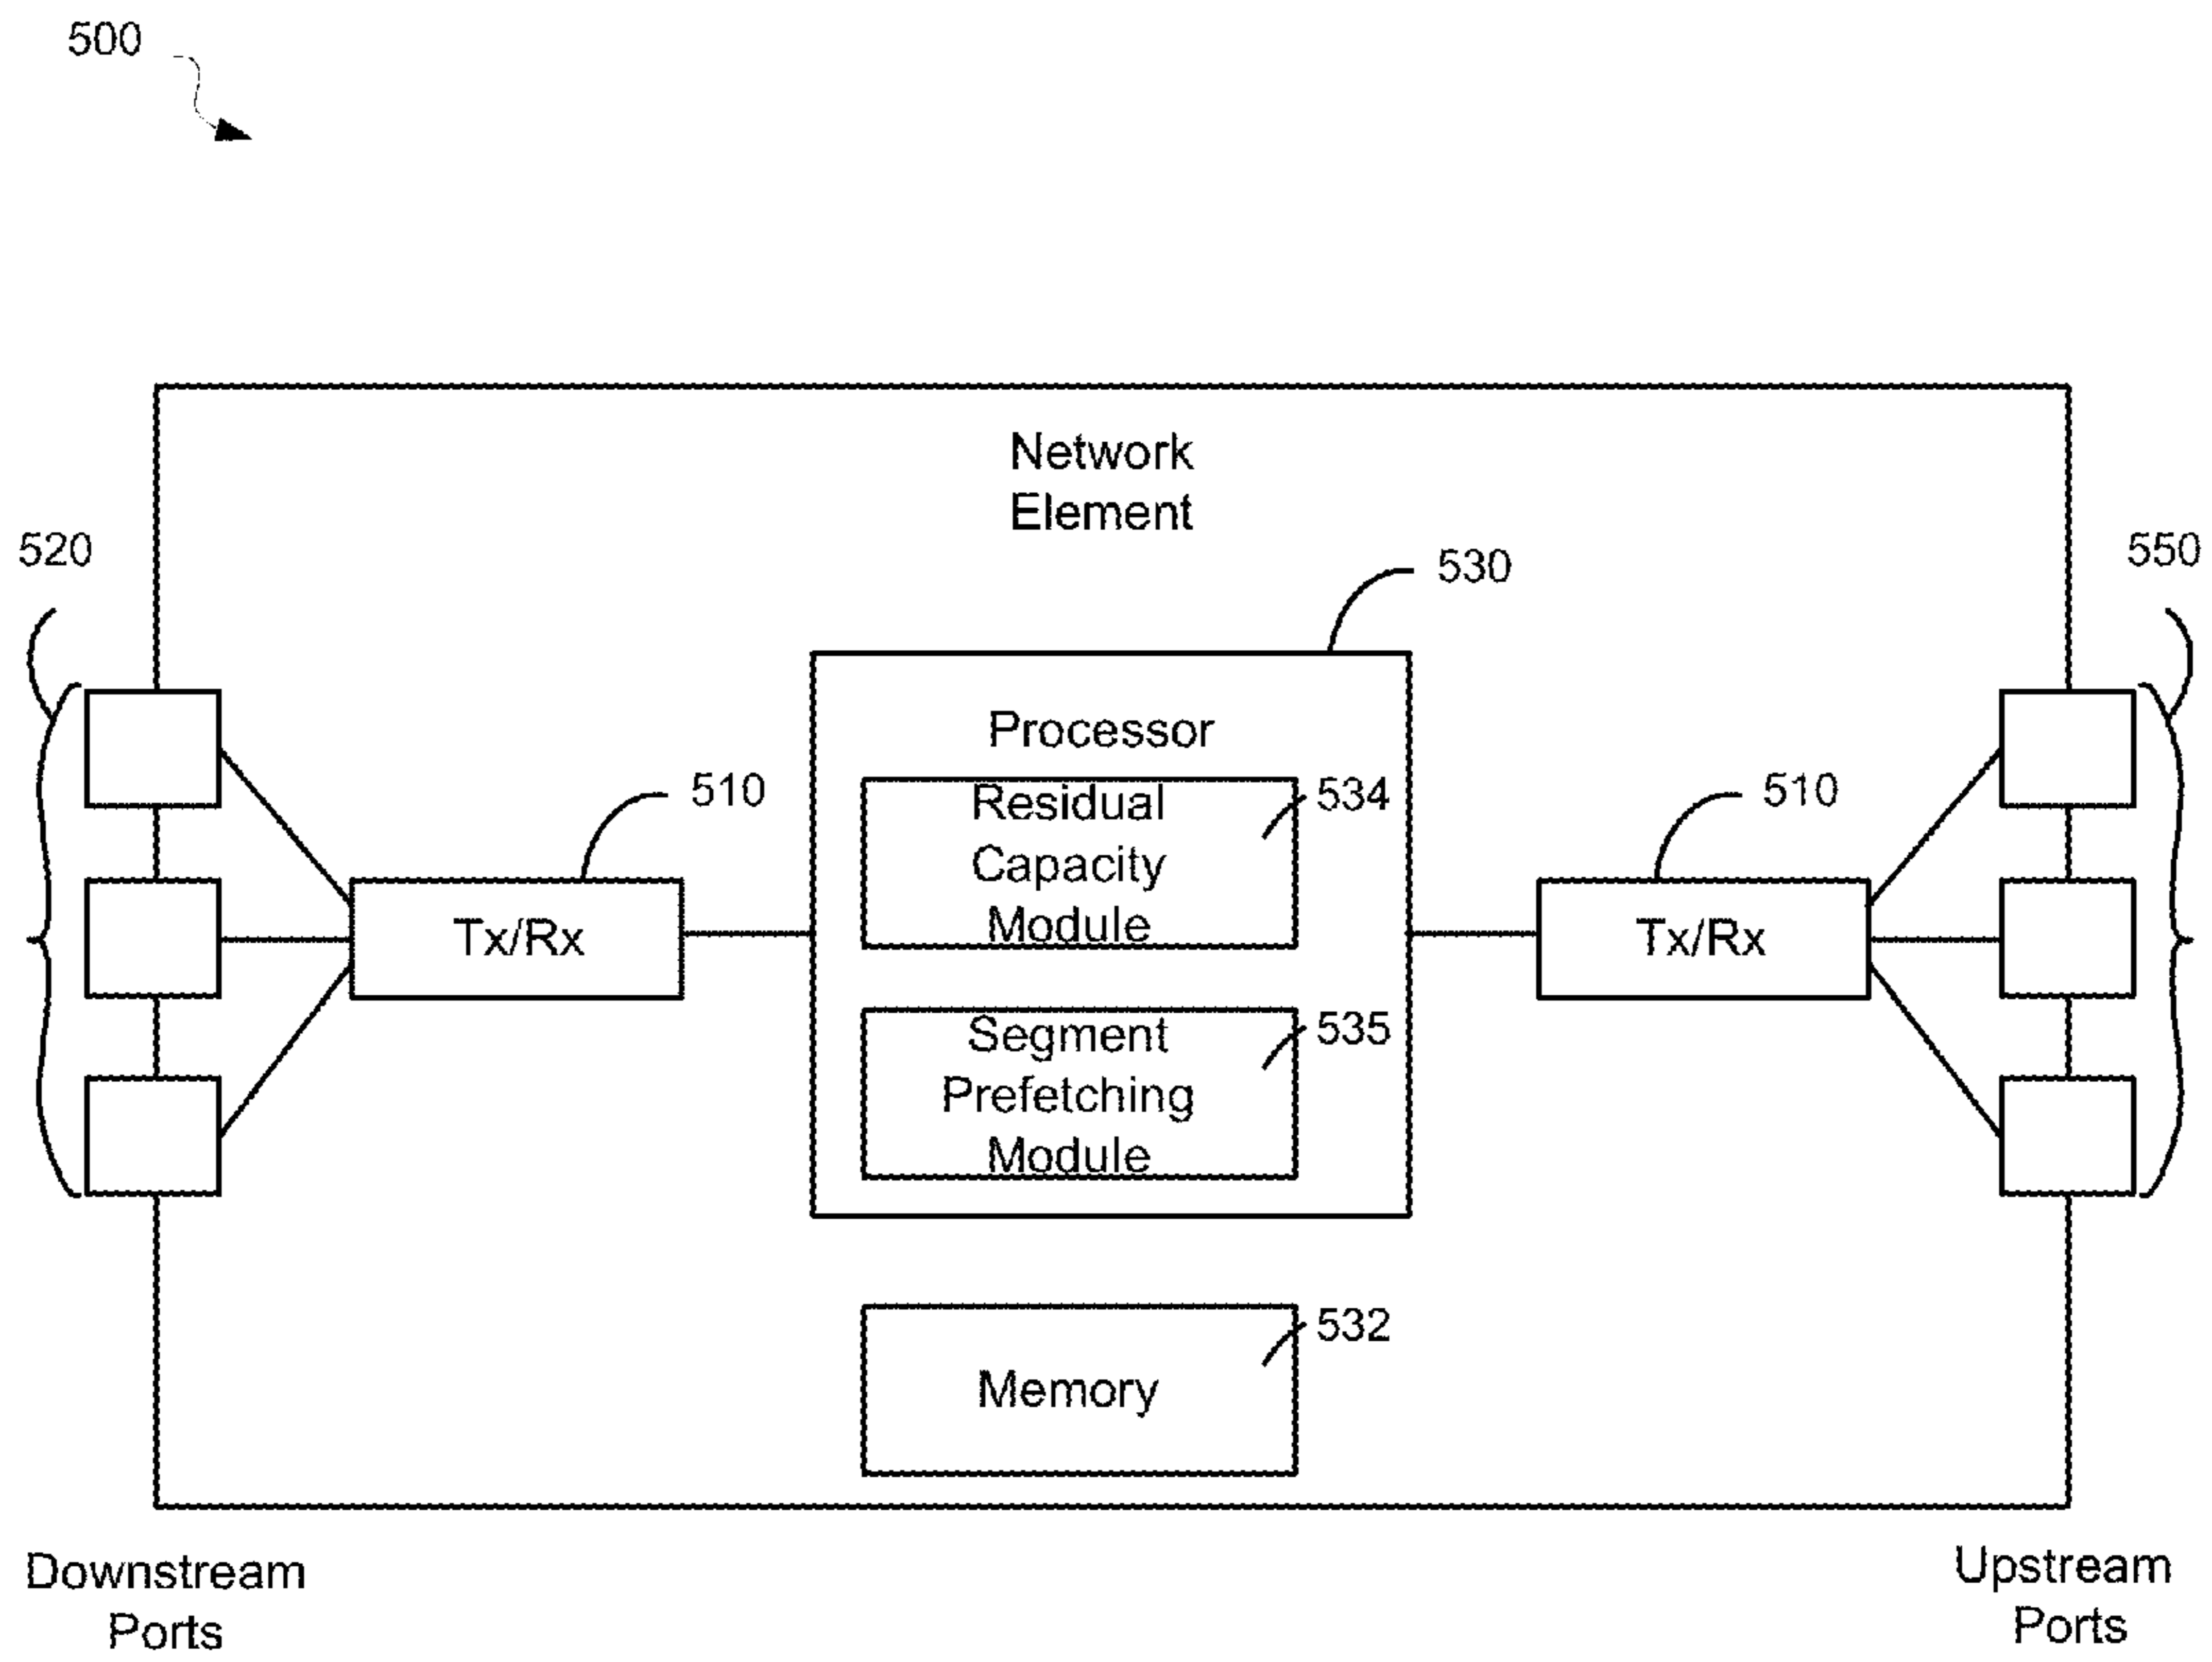 500
Network
Element
520
550
530
Processor
510
Residual
Capacity
Module
534
510
Tx/Rx
Tx/Rx
Segment
Prefetching
Module
535
Memory
532
Downstream
Ports
Upstream
Ports